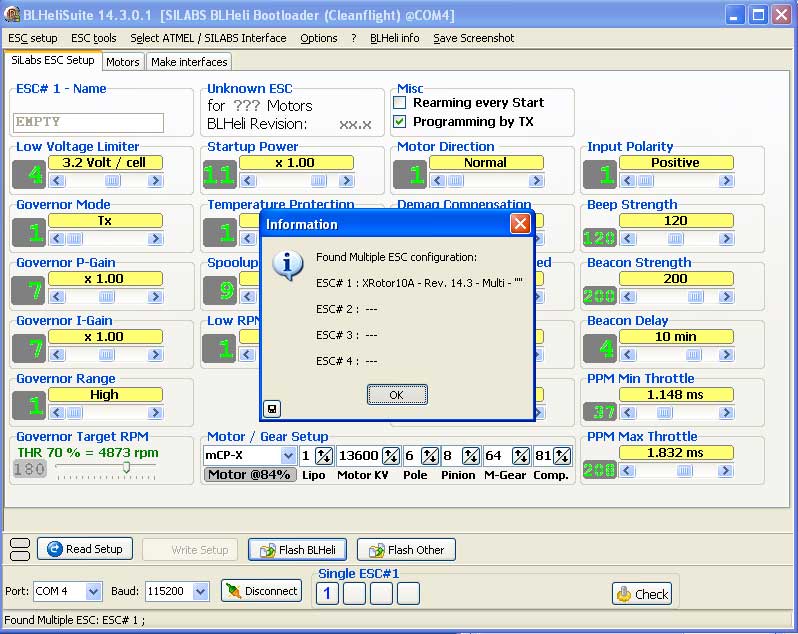 BLHeliSuite 14.3.0.1 [SILABS BLHeli Bootloader (Cleanflight) @COM4]
ESC setup ESC tools Select ATMEL / SILABS Interface Options ? BLHeli info Save Screenshot
SiLabs ESC Setup Motors Make interfaces
ESC# 1 - Name
EMPTY
Unknown ESC
for ??? Motors
BLHeli Revision: xx.x
Misc
Rearming every Start
Programming by TX
Low Voltage Limiter
4 3.2 Volt / cell
Startup Power
11 x 1.00
Motor Direction
1 Normal
Input Polarity
1 Positive
Governor Mode
1 Tx
Temperature Protection
1
Demag Compensation
Beep Strength
120 120
Governor P-Gain
7 x 1.00
Spoolup
9
ed
Beacon Strength
200 200
Governor I-Gain
7 x 1.00
Low RPM
1
Beacon Delay
4 10 min
Governor Range
1 High
PPM Min Throttle
37 1.148 ms
Governor Target RPM
THR 70 % = 4873 rpm
180
Motor / Gear Setup
mCP-X 1 13600 6 8 64 81
Motor @84% Lipo Motor KV Pole Pinion M-Gear Comp.
PPM Max Throttle
208 1.832 ms
Information
Found Multiple ESC configuration:
ESC# 1 : XRotor10A - Rev. 14.3 - Multi - ""
ESC# 2 : ---
ESC# 3 : ---
ESC# 4 : ---
OK
Read Setup Write Setup Flash BLHeli Flash Other
Single ESC#1
Port: COM 4 Baud: 115200 Disconnect 1 Check
Found Multiple ESC: ESC# 1 ;